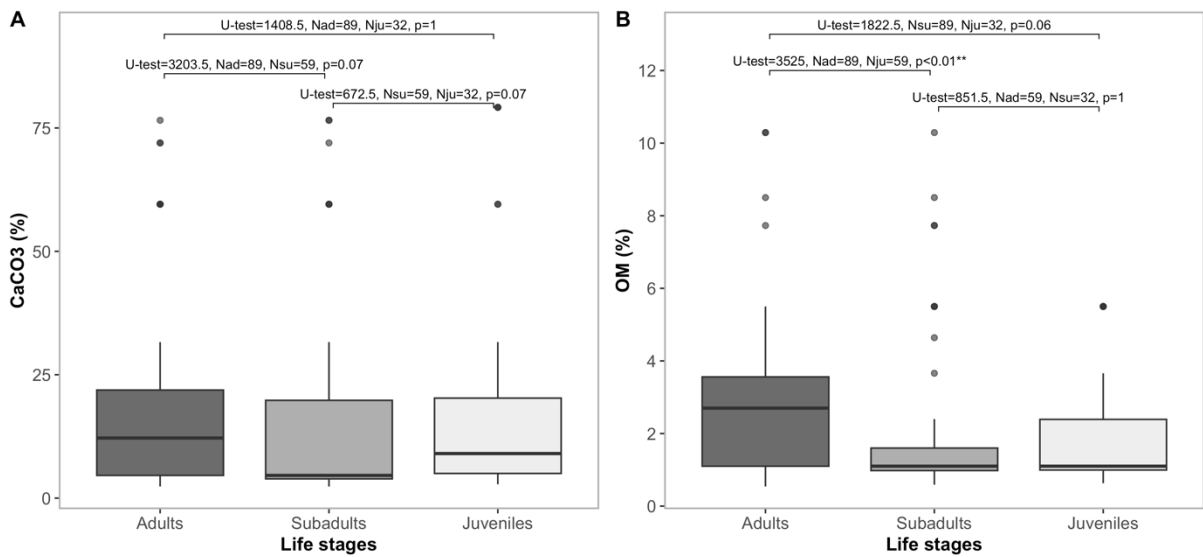 A
U-test=1408.5, Nad=89, Nju=32, p=1
U-test=3203.5, Nad=89, Nsu=59, p=0.07
U-test=672.5, Nsu=59, Nju=32, p=0.07
CaCO3 (%)
75
50
25
0
Adults
Subadults
Juveniles
Life stages
B
U-test=1822.5, Nsu=89, Nju=32, p=0.06
U-test=3525, Nad=89, Nju=59, p<0.01**
U-test=851.5, Nad=59, Nsu=32, p=1
OM (%)
12
10
8
6
4
2
0
Adults
Subadults
Juveniles
Life stages